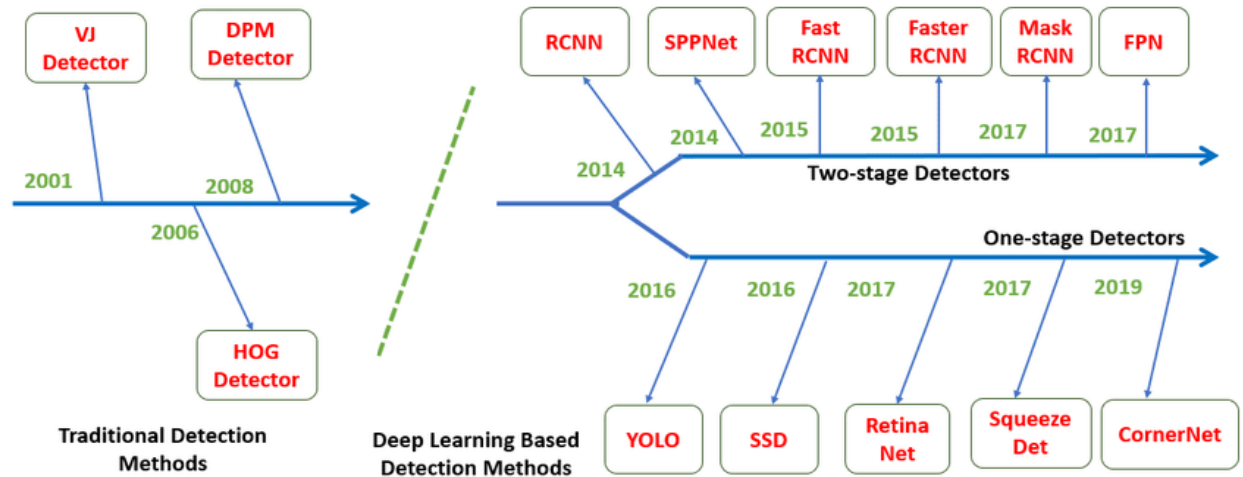 VJ
Detector
DPM
Detector
2001
2008
2006
HOG
Detector
Traditional Detection
Methods
Deep Learning Based
Detection Methods
RCNN
SPPNet
Fast
RCNN
Faster
RCNN
Mask
RCNN
FPN
2014
2014
2015
2015
2017
2017
Two-stage Detectors
One-stage Detectors
2016
2016
2017
2017
2019
YOLO
SSD
Retina
Net
Squeeze
Det
CornerNet